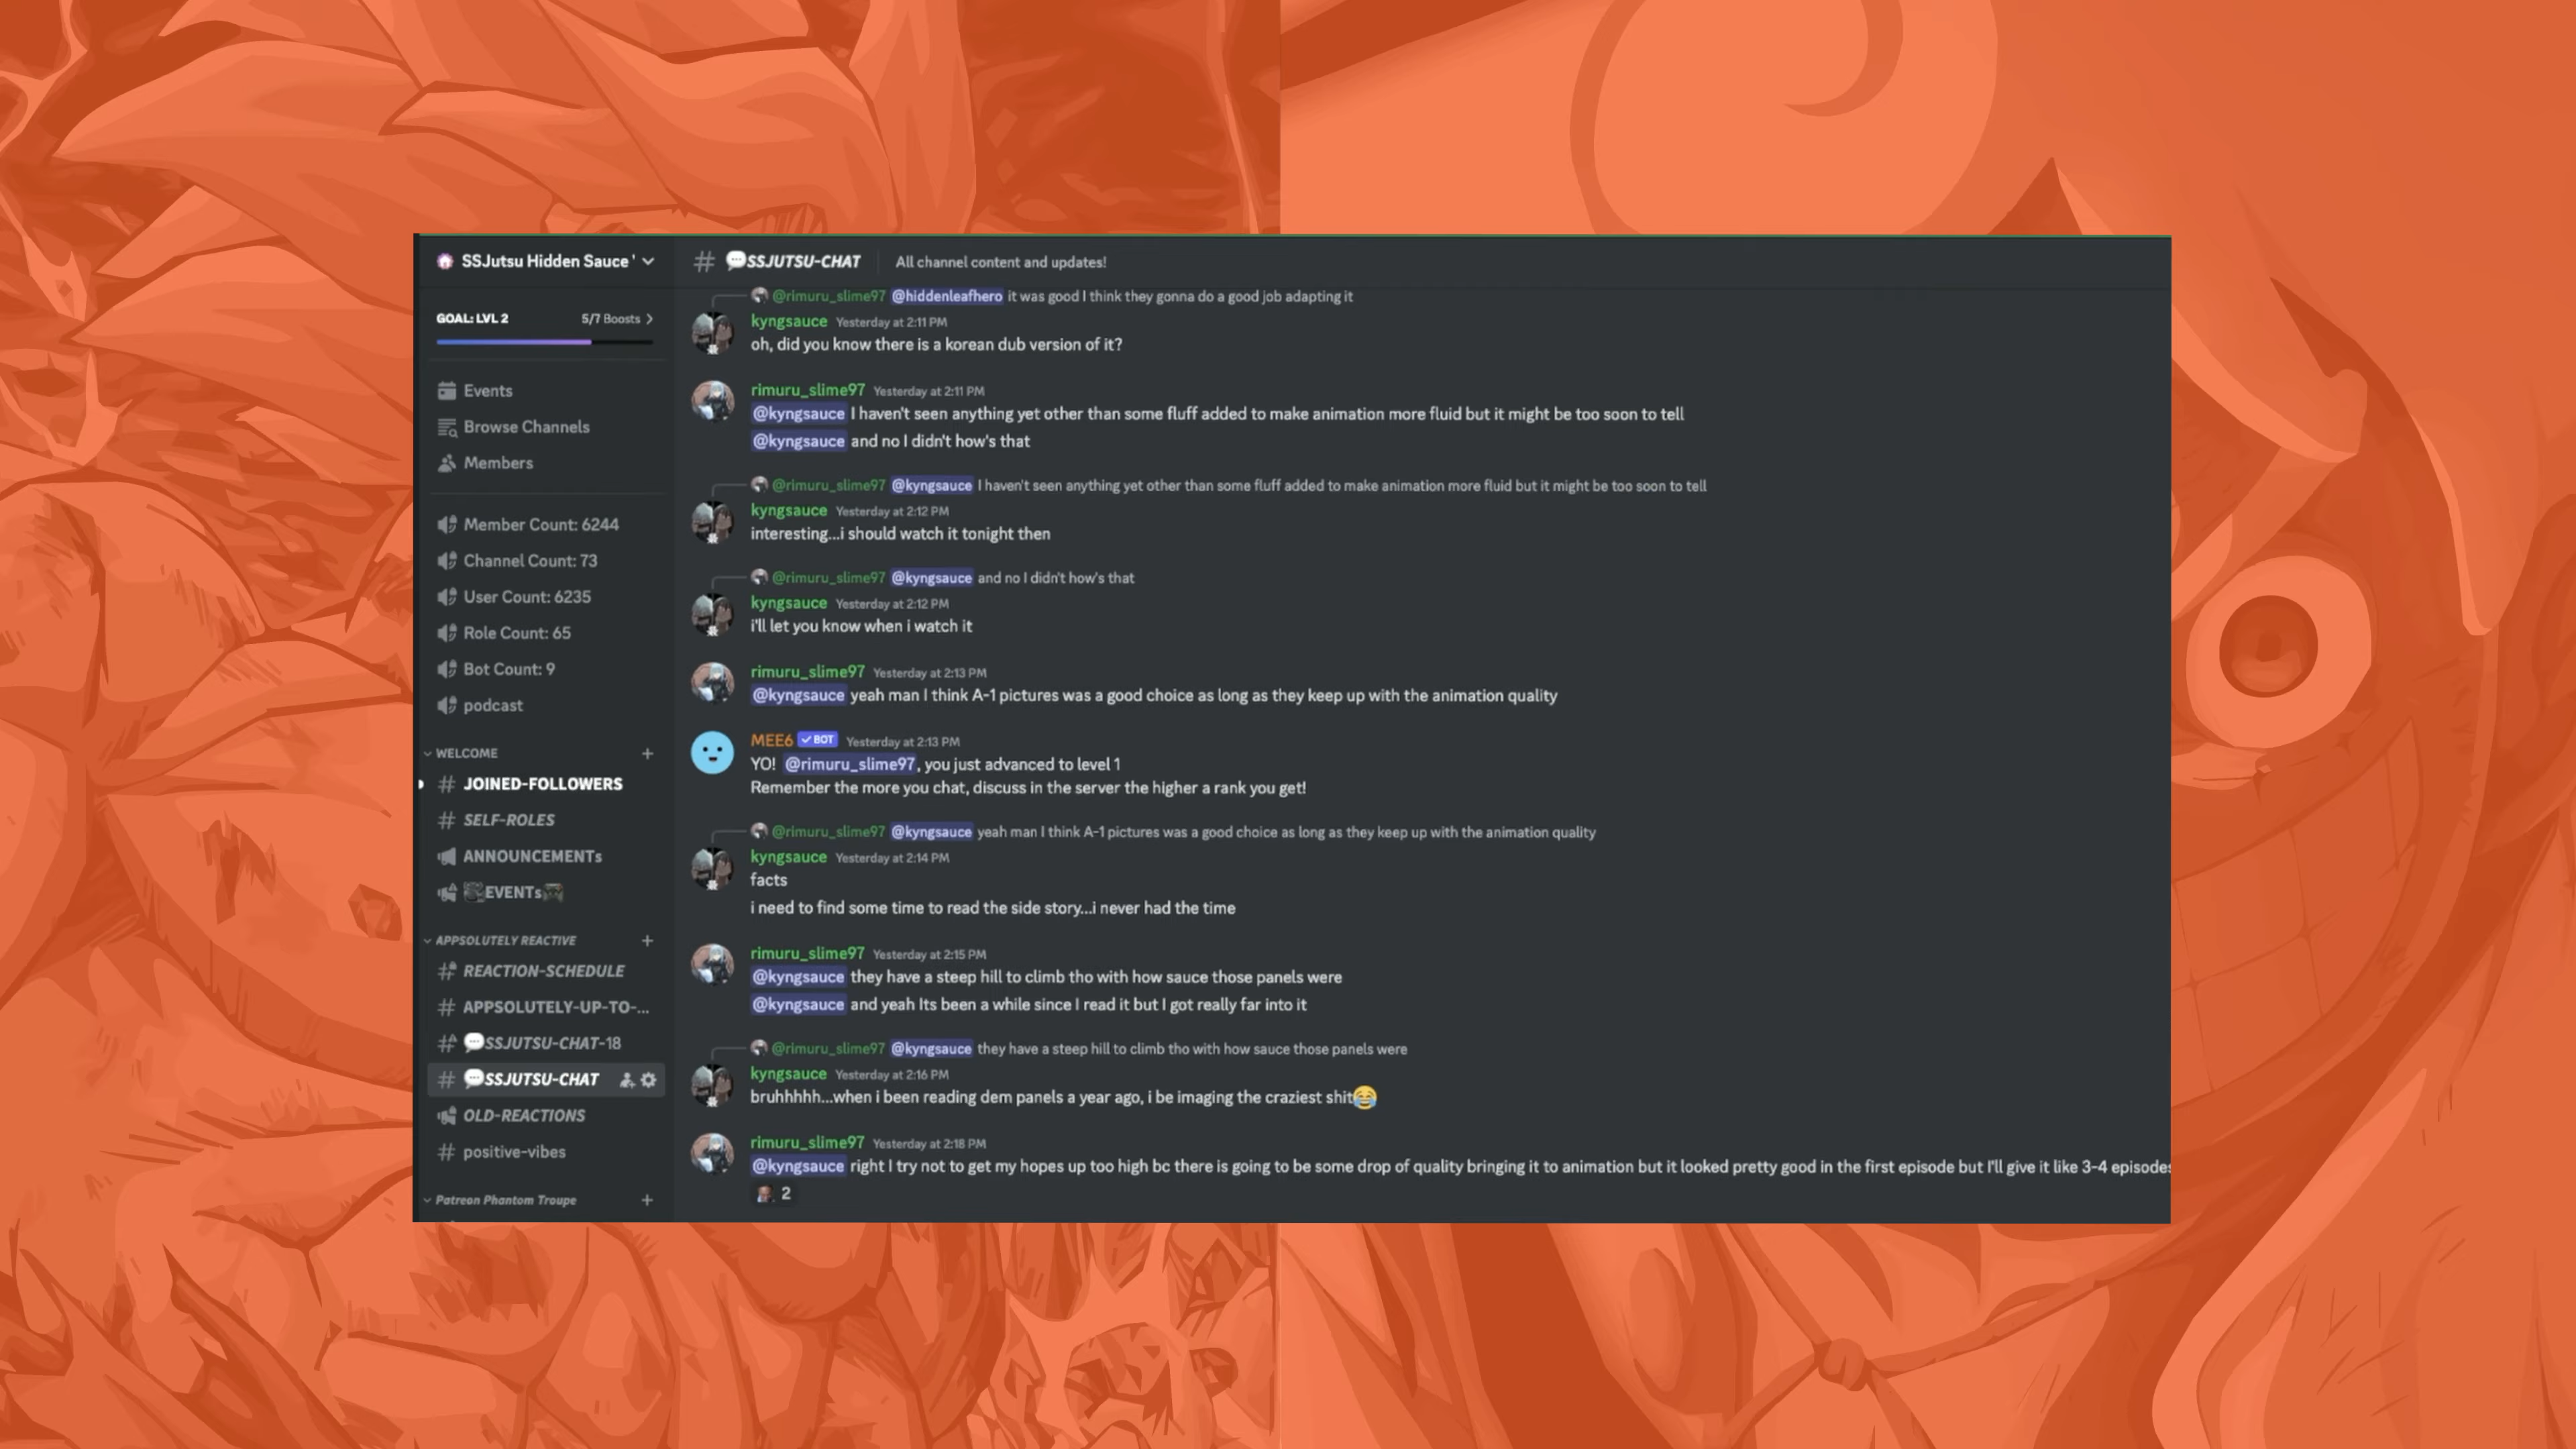 SSJutsu Hidden Sauce '
GOAL: LVL 2
5/7 Boosts
Events
Browse Channels
Members
Member Count: 6244
Channel Count: 73
User Count: 6235
Role Count: 65
Bot Count: 9
podcast
WELCOME
JOINED-FOLLOWERS
SELF-ROLES
ANNOUNCEMENTs
EVENTs
APPSOLUTELY REACTIVE
REACTION-SCHEDULE
APPSOLUTELY-UP-TO-...
💬SSJUTSU-CHAT-18
💬SSJUTSU-CHAT
OLD-REACTIONS
positive-vibes
Patreon Phantom Troupe
# 💬SSJUTSU-CHAT
All channel content and updates!
@rimuru_slime97 @hiddenleafhero it was good I think they gonna do a good job adapting it
kyngsauce Yesterday at 2:11 PM
oh, did you know there is a korean dub version of it?
rimuru_slime97 Yesterday at 2:11 PM
@kyngsauce I haven't seen anything yet other than some fluff added to make animation more fluid but it might be too soon to tell
@kyngsauce and no I didn't how's that
@rimuru_slime97 @kyngsauce I haven't seen anything yet other than some fluff added to make animation more fluid but it might be too soon to tell
kyngsauce Yesterday at 2:12 PM
interesting...i should watch it tonight then
@rimuru_slime97 @kyngsauce and no I didn't how's that
kyngsauce Yesterday at 2:12 PM
i'll let you know when i watch it
rimuru_slime97 Yesterday at 2:13 PM
@kyngsauce yeah man I think A-1 pictures was a good choice as long as they keep up with the animation quality
MEE6 ✓ BOT Yesterday at 2:13 PM
YO! @rimuru_slime97, you just advanced to level 1
Remember the more you chat, discuss in the server the higher a rank you get!
@rimuru_slime97 @kyngsauce yeah man I think A-1 pictures was a good choice as long as they keep up with the animation quality
kyngsauce Yesterday at 2:14 PM
facts
i need to find some time to read the side story...i never had the time
rimuru_slime97 Yesterday at 2:15 PM
@kyngsauce they have a steep hill to climb tho with how sauce those panels were
@kyngsauce and yeah Its been a while since I read it but I got really far into it
@rimuru_slime97 @kyngsauce they have a steep hill to climb tho with how sauce those panels were
kyngsauce Yesterday at 2:16 PM
bruhhhhh...when i been reading dem panels a year ago, i be imaging the craziest shit😂
rimuru_slime97 Yesterday at 2:18 PM
@kyngsauce right I try not to get my hopes up too high bc there is going to be some drop of quality bringing it to animation but it looked pretty good in the first episode but I'll give it like 3-4 episodes
2